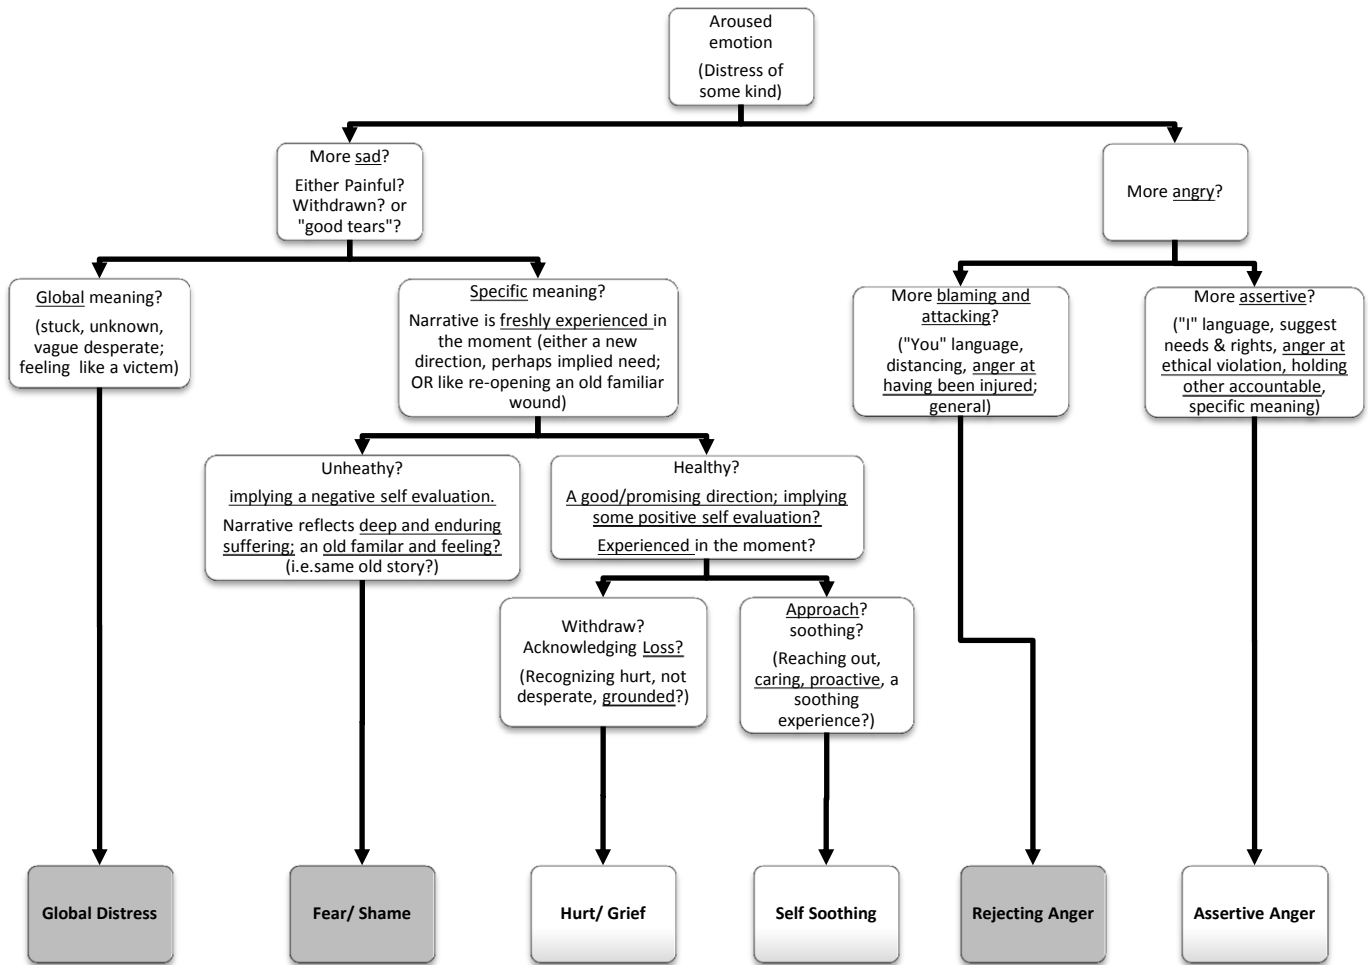 Aroused
emotion
(Distress of
some kind)
More sad?
Either Painful?
Withdrawn? or
"good tears"?
More angry?
Global meaning?
(stuck, unknown,
vague desperate;
feeling like a victem)
Specific meaning?
Narrative is freshly experienced in
the moment (either a new
direction, perhaps implied need;
OR like re-opening an old familiar
wound)
More blaming and
attacking?
("You" language,
distancing, anger at
having been injured;
general)
More assertive?
("I" language, suggest
needs & rights, anger at
ethical violation, holding
other accountable,
specific meaning)
Unheathy?
implying a negative self evaluation.
Narrative reflects deep and enduring
suffering; an old familar and feeling?
(i.e.same old story?)
Healthy?
A good/promising direction; implying
some positive self evaluation?
Experienced in the moment?
Withdraw?
Acknowledging Loss?
(Recognizing hurt, not
desperate, grounded?)
Approach?
soothing?
(Reaching out,
caring, proactive, a
soothing
experience?)
Global Distress
Fear/ Shame
Hurt/ Grief
Self Soothing
Rejecting Anger
Assertive Anger